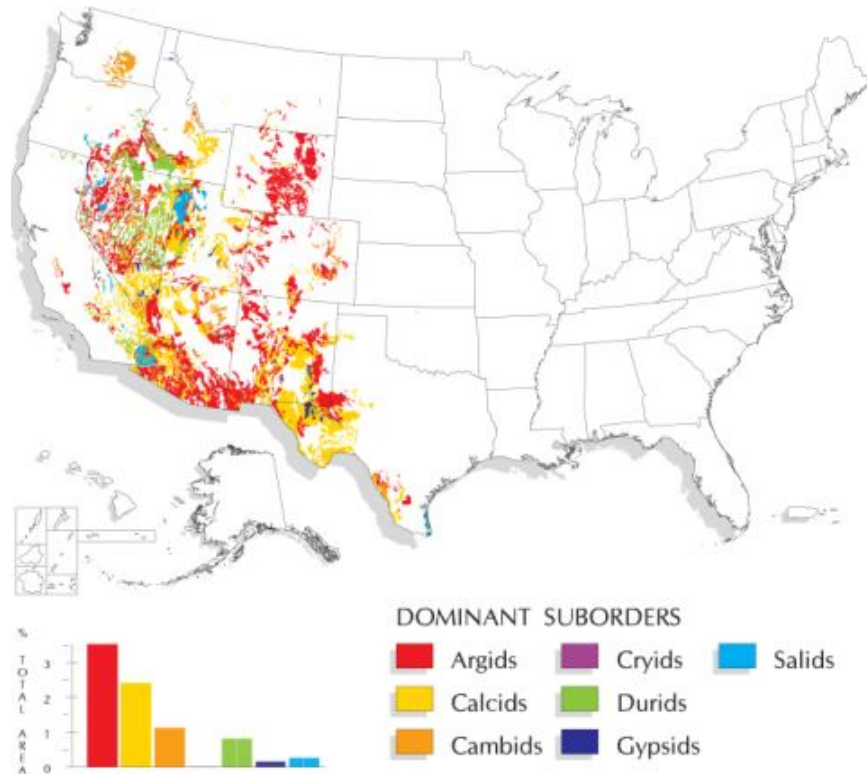 DOMINANT SUBORDERS
Argids
Cryids
Salids
Calcids
Durids
Cambids
Gypsids
% TOTAL AREA
3
2
1
0